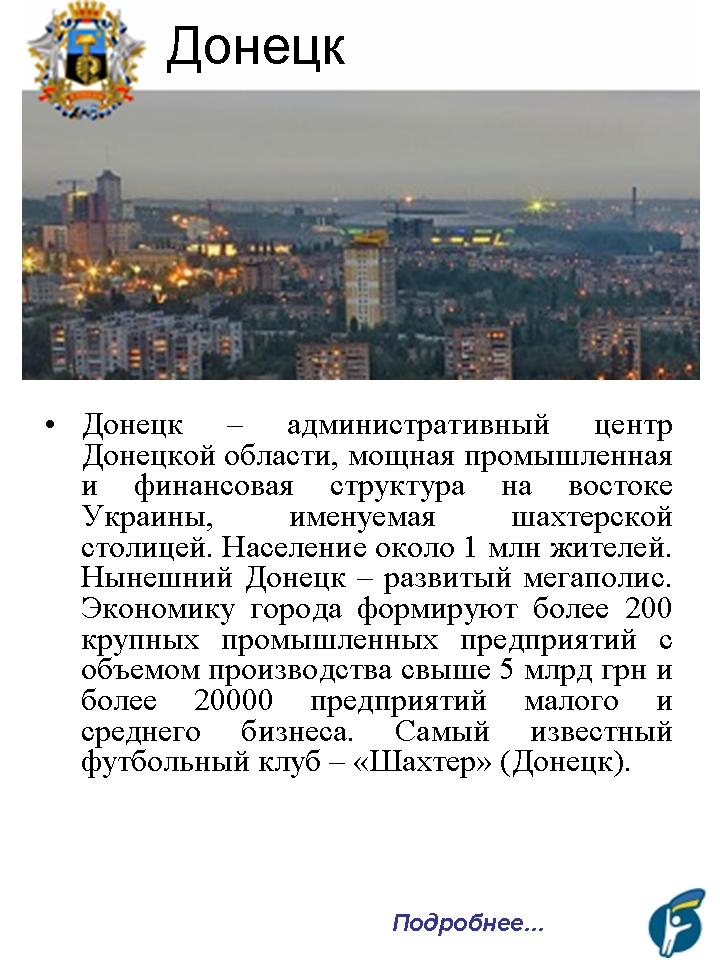 Донецк
• Донецк – административный центр
Донецкой области, мощная промышленная
и финансовая структура на востоке
Украины, именуемая шахтерской
столицей. Население около 1 млн жителей.
Нынешний Донецк – развитый мегаполис.
Экономику города формируют более 200
крупных промышленных предприятий с
объемом производства свыше 5 млрд грн и
более 20000 предприятий малого и
среднего бизнеса. Самый известный
футбольный клуб – «Шахтер» (Донецк).
Подробнее...